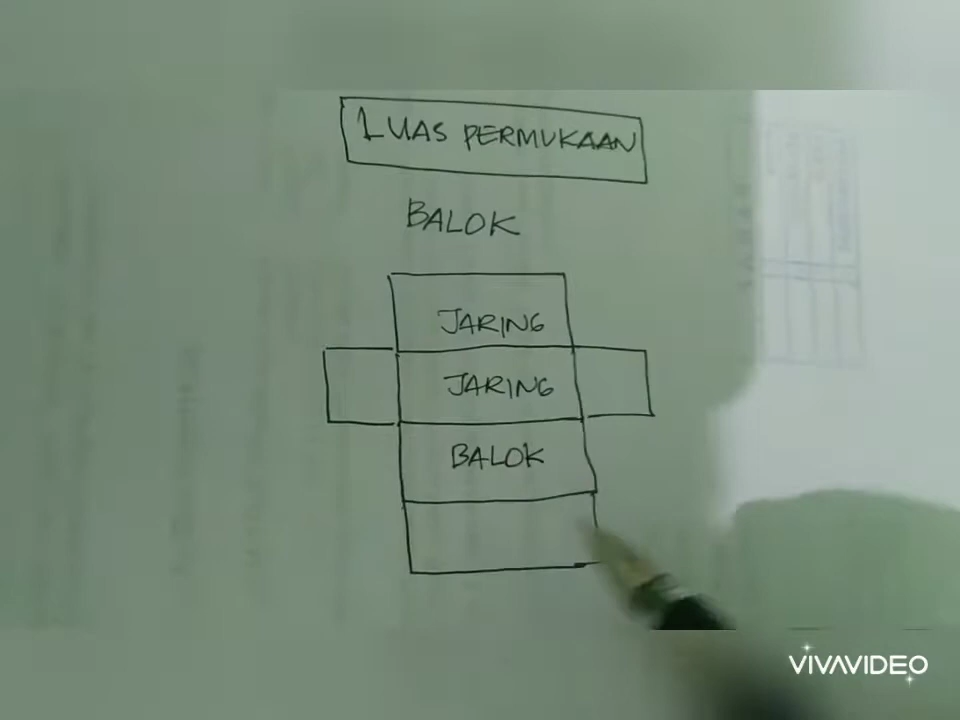 LUAS PERMUKAAN
BALOK
JARING
JARING
BALOK
VIVAVIDEO